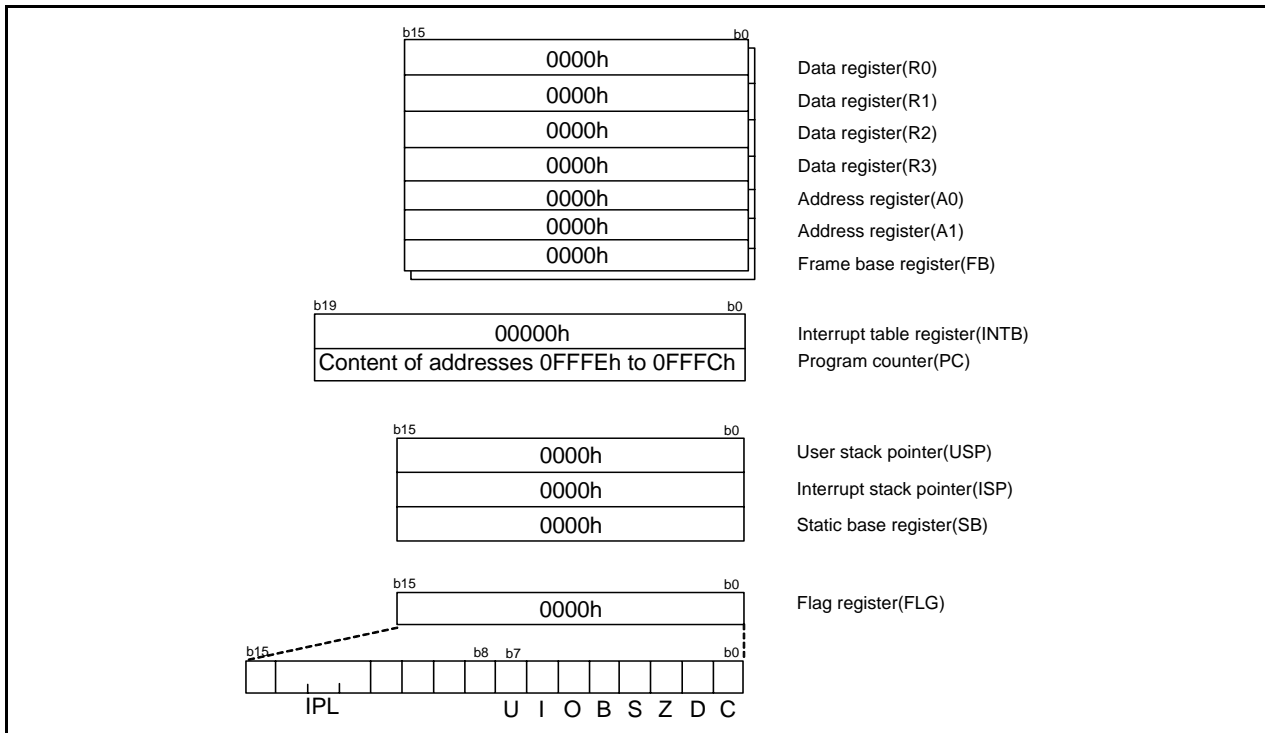 b15 b0
0000h Data register(R0)
0000h Data register(R1)
0000h Data register(R2)
0000h Data register(R3)
0000h Address register(A0)
0000h Address register(A1)
0000h Frame base register(FB)
b19 b0
00000h Interrupt table register(INTB)
Content of addresses 0FFFEh to 0FFFCh Program counter(PC)
b15 b0
0000h User stack pointer(USP)
0000h Interrupt stack pointer(ISP)
0000h Static base register(SB)
b15 b0
0000h Flag register(FLG)
b15 b8 b7 b0
IPL U I O B S Z D C